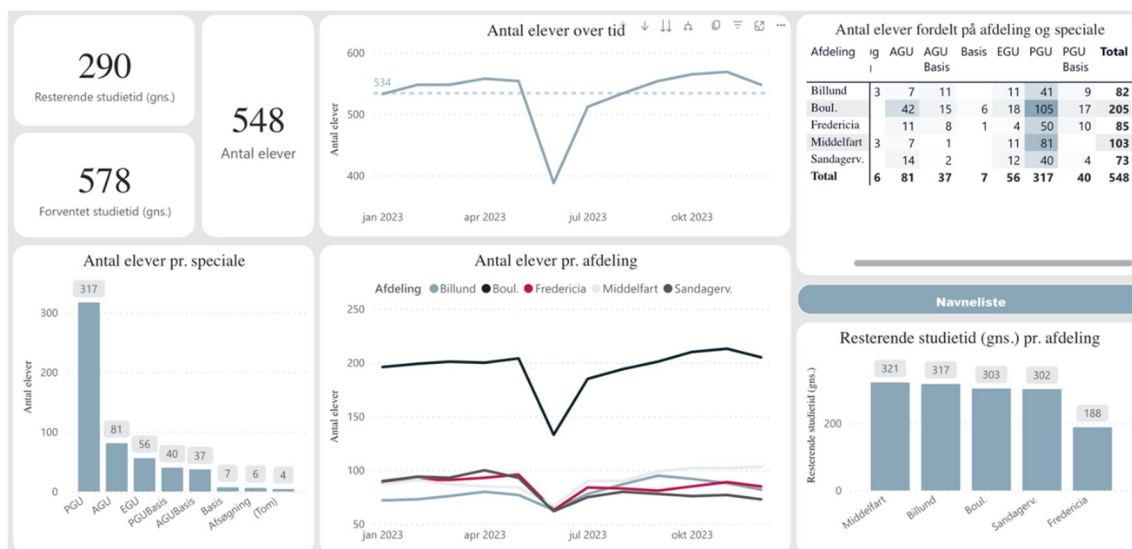 290
Resterende studietid (gns.)
578
Forventet studietid (gns.)
548
Antal elever
Antal elever over tid
Antal elever
600
500
400
534
jan 2023 apr 2023 jul 2023 okt 2023
Antal elever fordelt på afdeling og speciale
Afdeling AGU AGU Basis EGU PGU PGU Total
Basis Basis
Billund 3 7 11 11 41 9 82
Boul. 42 15 6 18 105 17 205
Fredericia 11 8 1 4 50 10 85
Middelfart 3 7 1 11 81 103
Sandagerv. 14 2 12 40 4 73
Total 6 81 37 7 56 317 40 548
Antal elever pr. speciale
Antal elever
300
200
100
0
317 81 56 40 37 7 6 4
PGU AGU EGU PGUBasis AGUBasis Basis Afsøgning (Tom)
Antal elever pr. afdeling
Afdeling Billund Boul. Fredericia Middelfart Sandagerv.
Antal elever
250
200
150
100
50
jan 2023 apr 2023 jul 2023 okt 2023
Navneliste
Resterende studietid (gns.) pr. afdeling
Resterende studietid (gns.)
200
0
321 317 303 302 188
Middelfart Billund Boul. Sandagerv. Fredericia